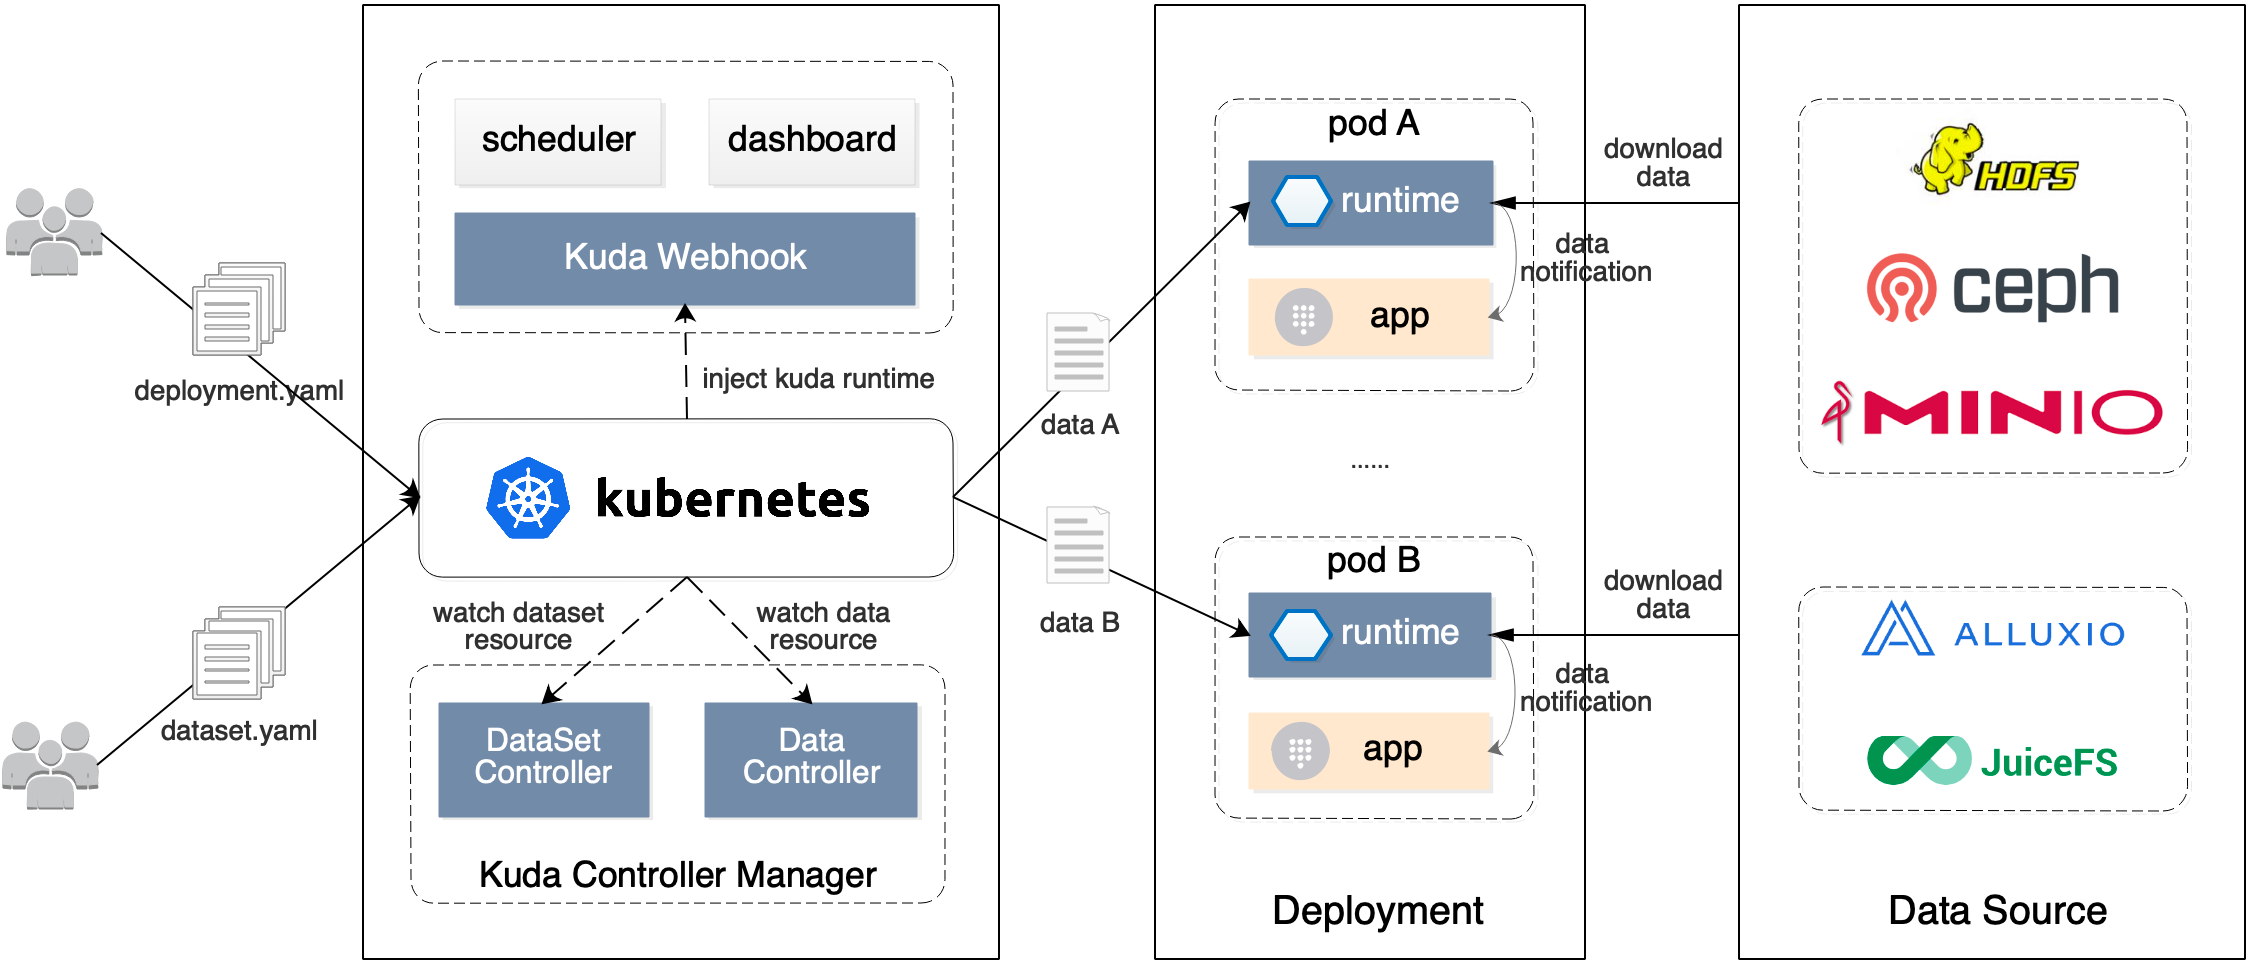 deployment.yaml
dataset.yaml
scheduler
dashboard
Kuda Webhook
inject kuda runtime
kubernetes
watch dataset
resource
watch data
resource
DataSet
Controller
Data
Controller
Kuda Controller Manager
data A
data B
pod A
runtime
app
......
pod B
runtime
app
Deployment
download
data
data
notification
download
data
data
notification
HDFS
ceph
MINIO
ALLUXIO
JuiceFS
Data Source